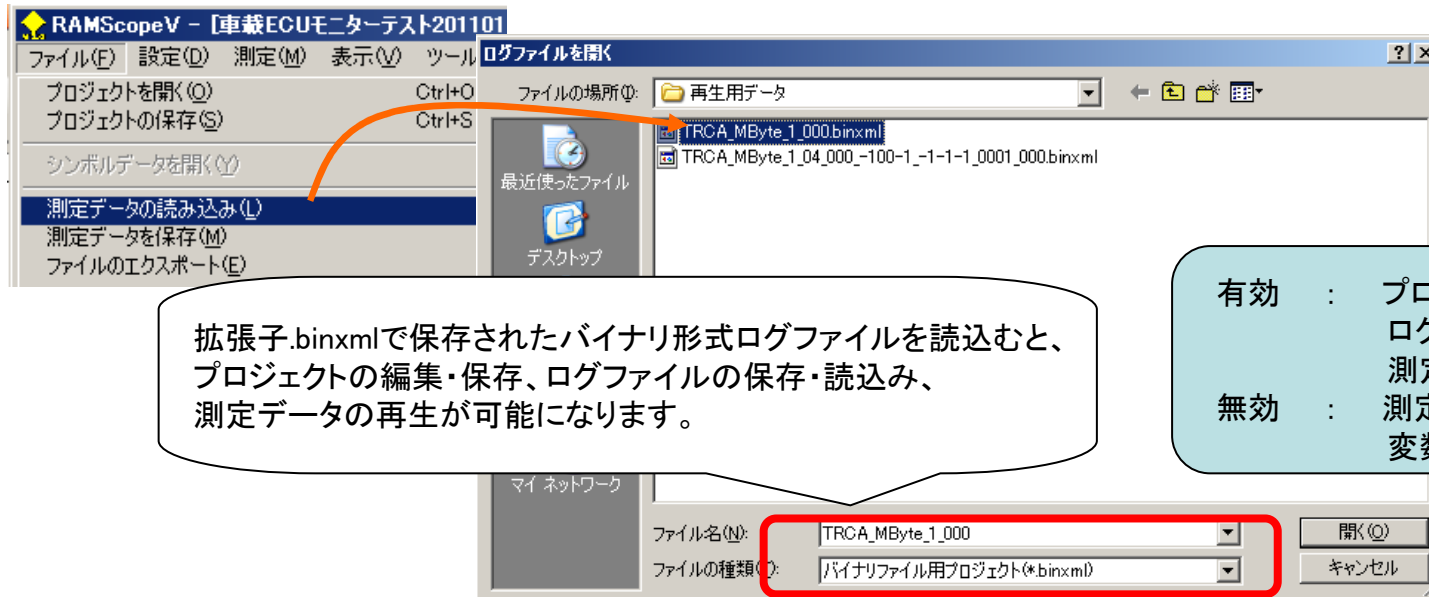 RAMScopeV - [車載ECUモニターテスト201101
ファイル(F) 設定(D) 測定(M) 表示(V) ツール
プロジェクトを開く(O) Ctrl+O
プロジェクトの保存(S) Ctrl+S
シンボルデータを開く(Y)
測定データの読み込み(L)
測定データを保存(M)
ファイルのエクスポート(E)
ログファイルを開く
ファイルの場所(I): 再生用データ
TRCA_MByte_1_000.binxml
TRCA_MByte_1_04_000_-100-1_-1-1-1_0001_000.binxml
最近使ったファイル
デスクトップ
拡張子.binxmlで保存されたバイナリ形式ログファイルを読込むと、
プロジェクトの編集・保存、ログファイルの保存・読込み、
測定データの再生が可能になります。
有効 : プロ
ログ
測定
無効 : 測定
変数
マイ ネットワーク
ファイル名(N): TRCA_MByte_1_000 開く(O)
ファイルの種類(T): バイナリファイル用プロジェクト(*.binxml) キャンセル